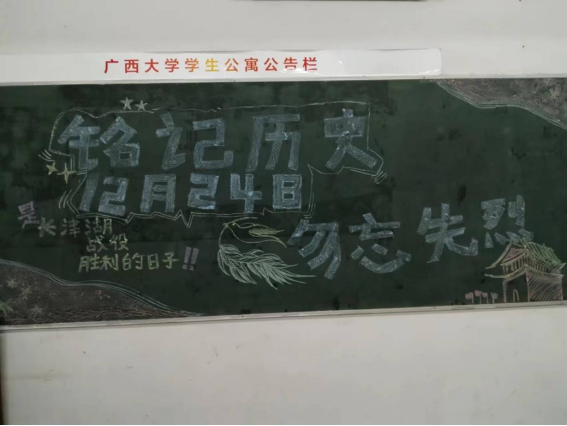 广西大学学生公寓公告栏
铭记历史
12月24日
是长津湖
战役
胜利的日子!!
勿忘先烈